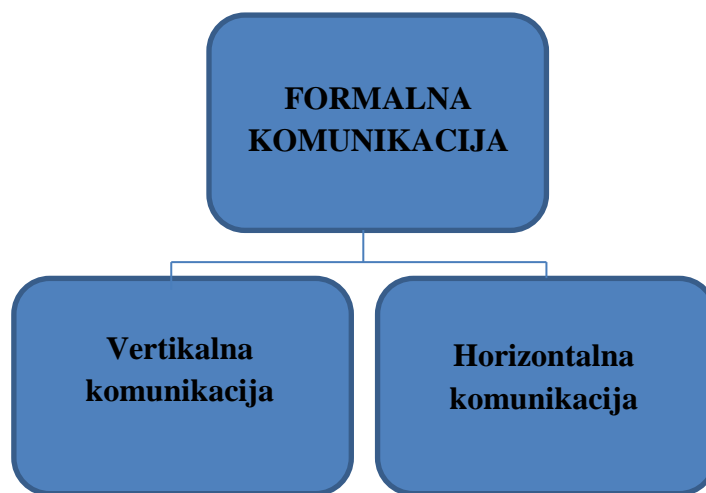 FORMALNA
KOMUNIKACIJA
Vertikalna
komunikacija
Horizontalna
komunikacija